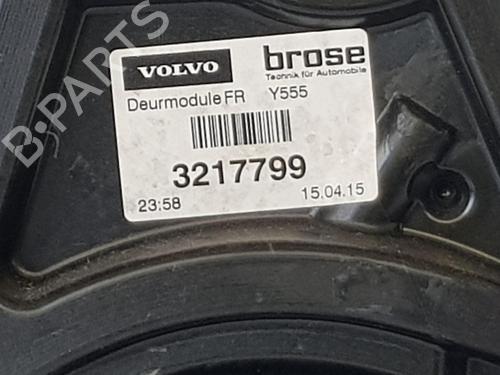 VOLVO
brose
Technik für Automobile
Deurmodule FR Y555
3217799
23:58 15.04.15
B-PARTS